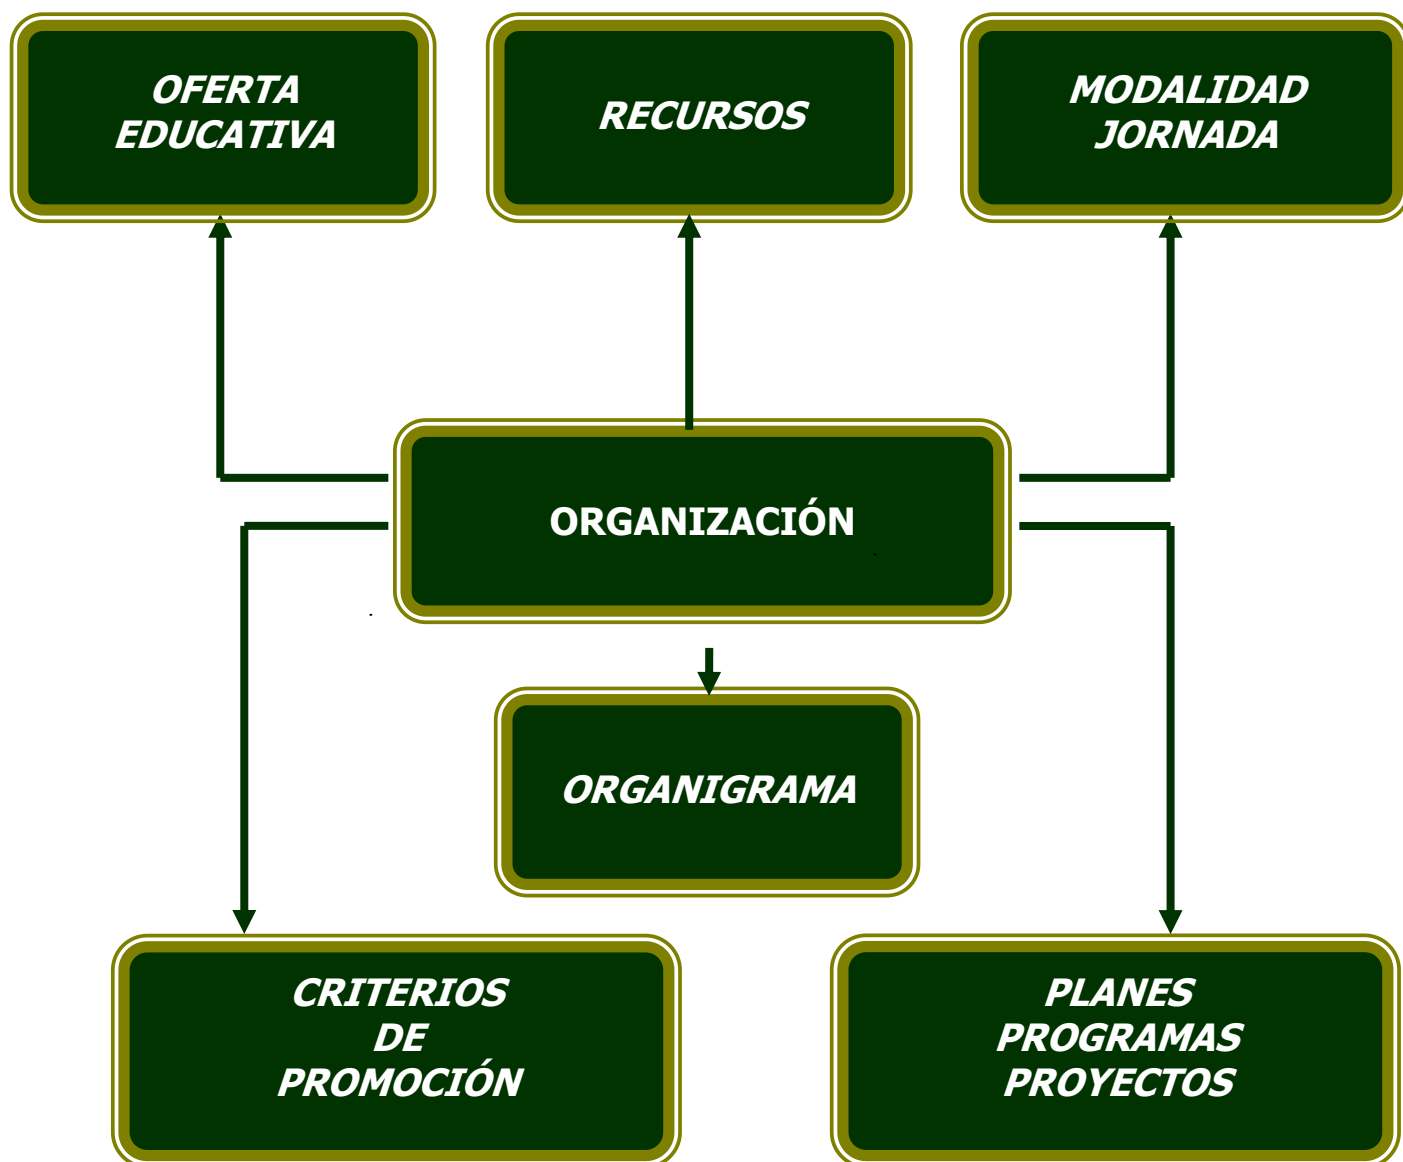 OFERTA
EDUCATIVA
RECURSOS
MODALIDAD
JORNADA
ORGANIZACIÓN
ORGANIGRAMA
CRITERIOS
DE
PROMOCIÓN
PLANES
PROGRAMAS
PROYECTOS